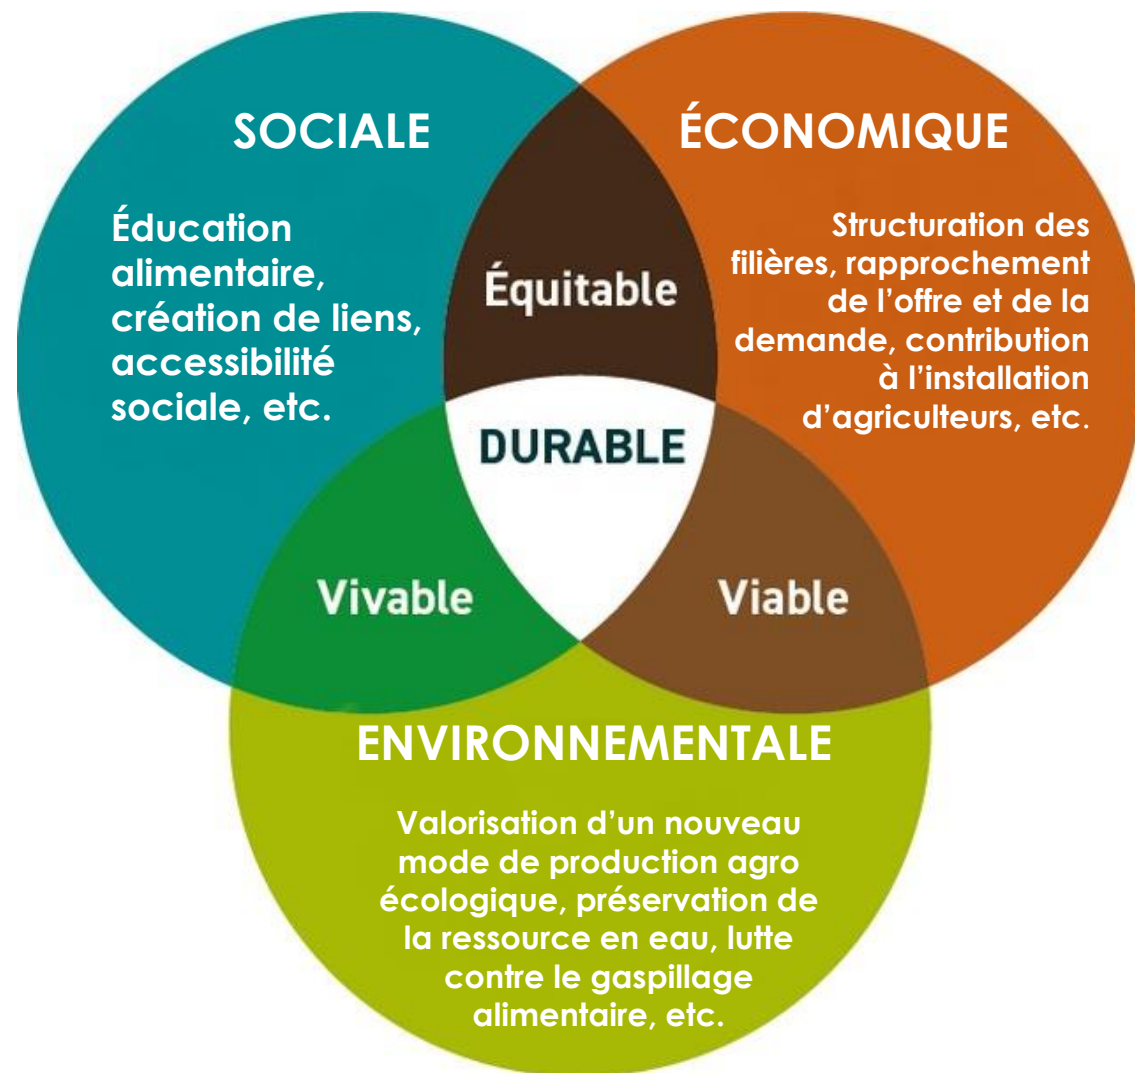 SOCIALE
Éducation
alimentaire,
création de liens,
accessibilité
sociale, etc.
ÉCONOMIQUE
Structuration des
filières, rapprochement
de l’offre et de la
demande, contribution
à l’installation
d’agriculteurs, etc.
Équitable
DURABLE
Vivable
Viable
ENVIRONNEMENTALE
Valorisation d’un nouveau
mode de production agro
écologique, préservation de
la ressource en eau, lutte
contre le gaspillage
alimentaire, etc.